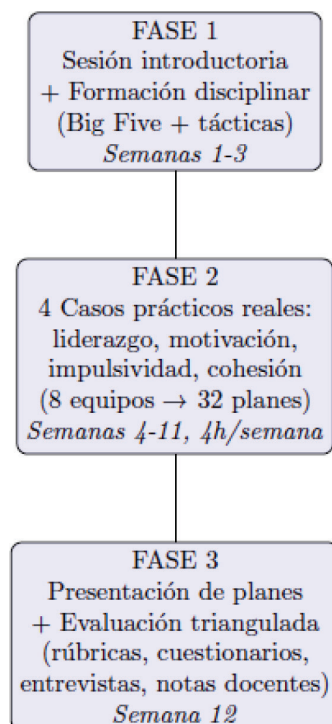 FASE 1
Sesión introductoria
+ Formación disciplinar
(Big Five + tácticas)
Semanas 1-3
FASE 2
4 Casos prácticos reales:
liderazgo, motivación,
impulsividad, cohesión
(8 equipos → 32 planes)
Semanas 4-11, 4h/semana
FASE 3
Presentación de planes
+ Evaluación triangulada
(rúbricas, cuestionarios,
entrevistas, notas docentes)
Semana 12